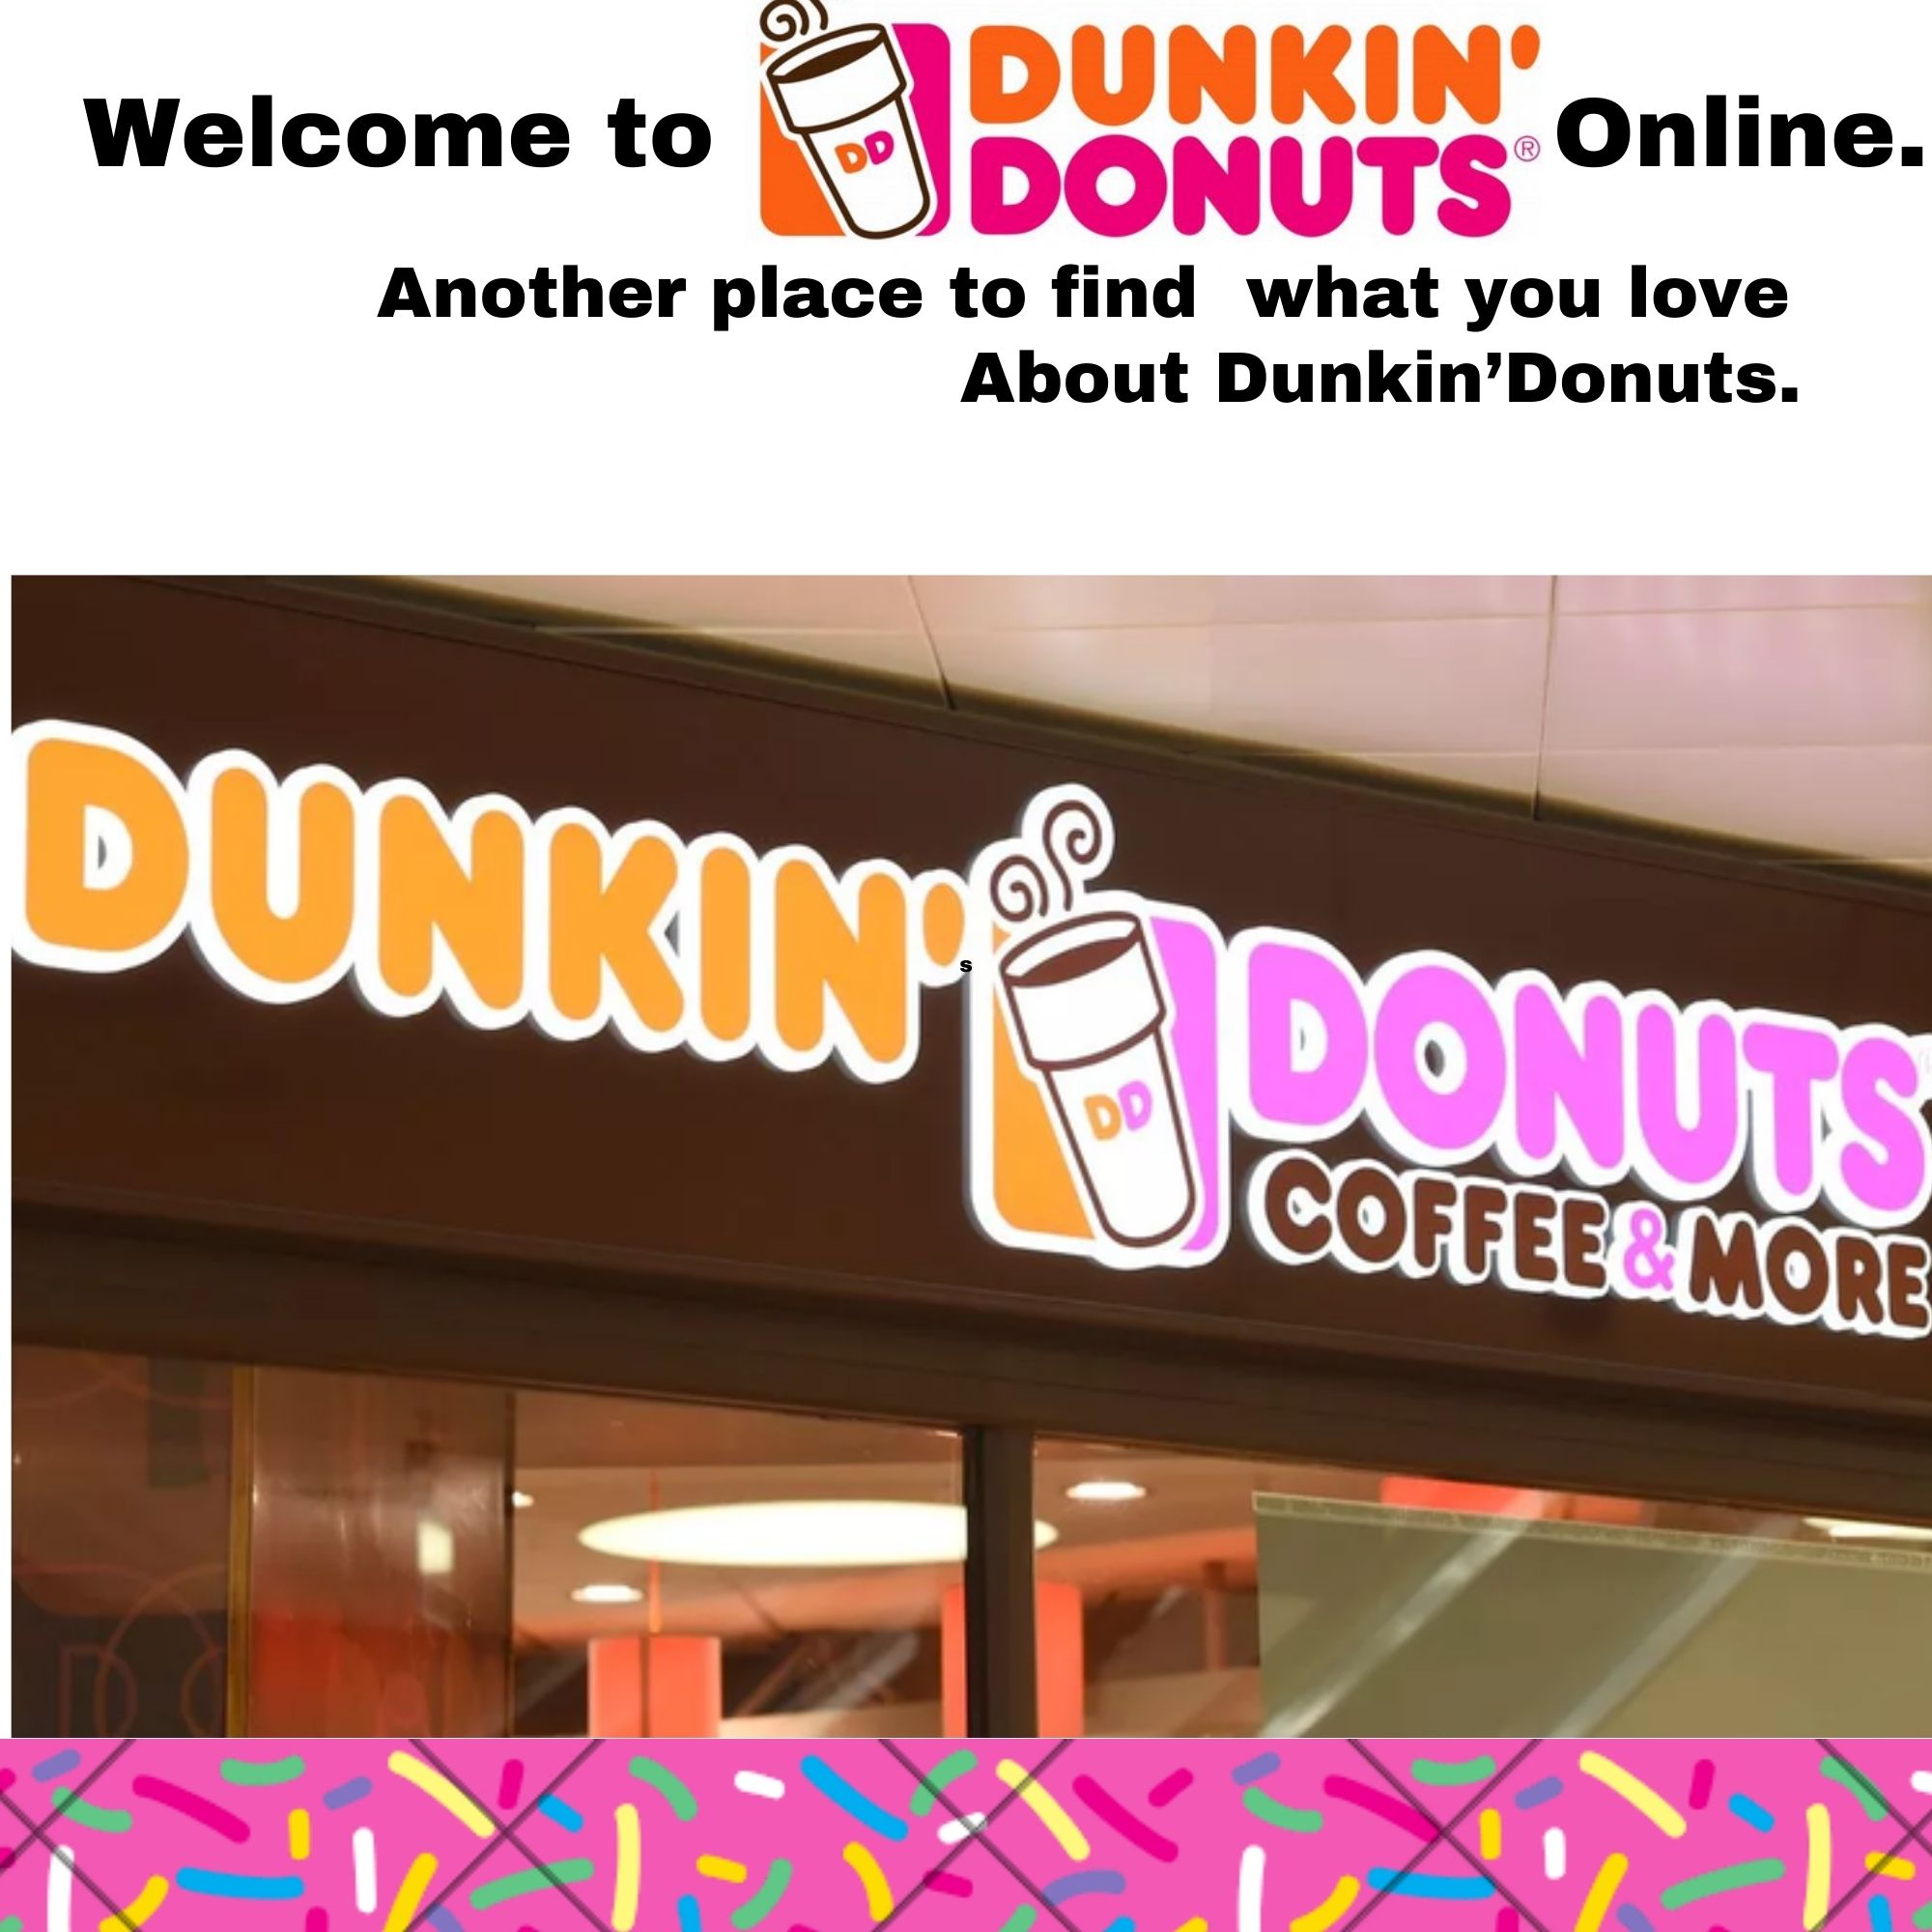 Welcome to DUNKIN' DONUTS® Online.
DD
Another place to find  what you love
About Dunkin’Donuts.
DUNKIN' DONUTS
s
DD
COFFEE & MORE